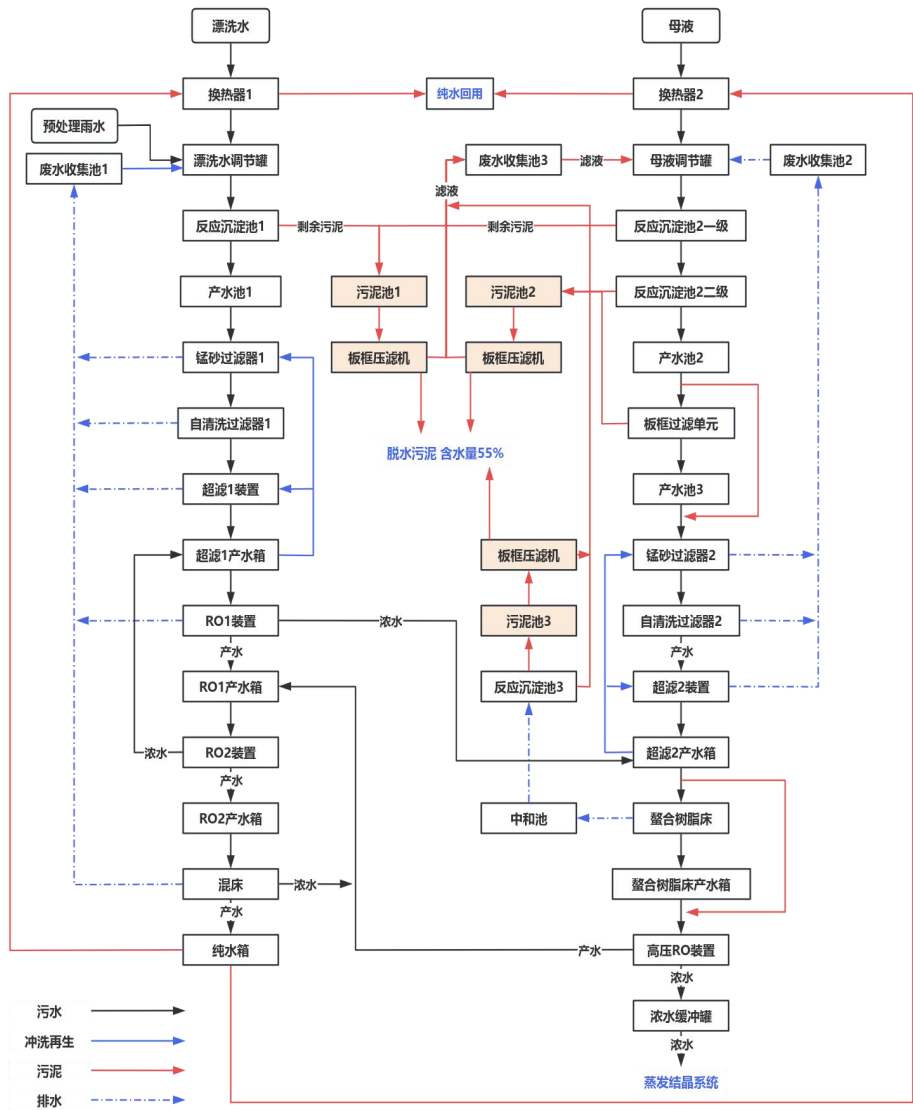 漂洗水
母液
换热器1
纯水回用
换热器2
预处理雨水
漂洗水调节罐
废水收集池1
废水收集池3
滤液
母液调节罐
废水收集池2
滤液
反应沉淀池1
剩余污泥
剩余污泥
反应沉淀池2一级
产水池1
污泥池1
污泥池2
反应沉淀池2二级
锰砂过滤器1
板框压滤机
板框压滤机
产水池2
自清洗过滤器1
板框过滤单元
脱水污泥 含水量55%
超滤1装置
产水池3
超滤1产水箱
板框压滤机
锰砂过滤器2
RO1装置
浓水
污泥池3
自清洗过滤器2
产水
产水
RO1产水箱
反应沉淀池3
超滤2装置
浓水
RO2装置
超滤2产水箱
产水
RO2产水箱
中和池
螯合树脂床
混床
浓水
螯合树脂床产水箱
产水
纯水箱
产水
高压RO装置
浓水
污水
浓水缓冲罐
冲洗再生
浓水
污泥
蒸发结晶系统
排水